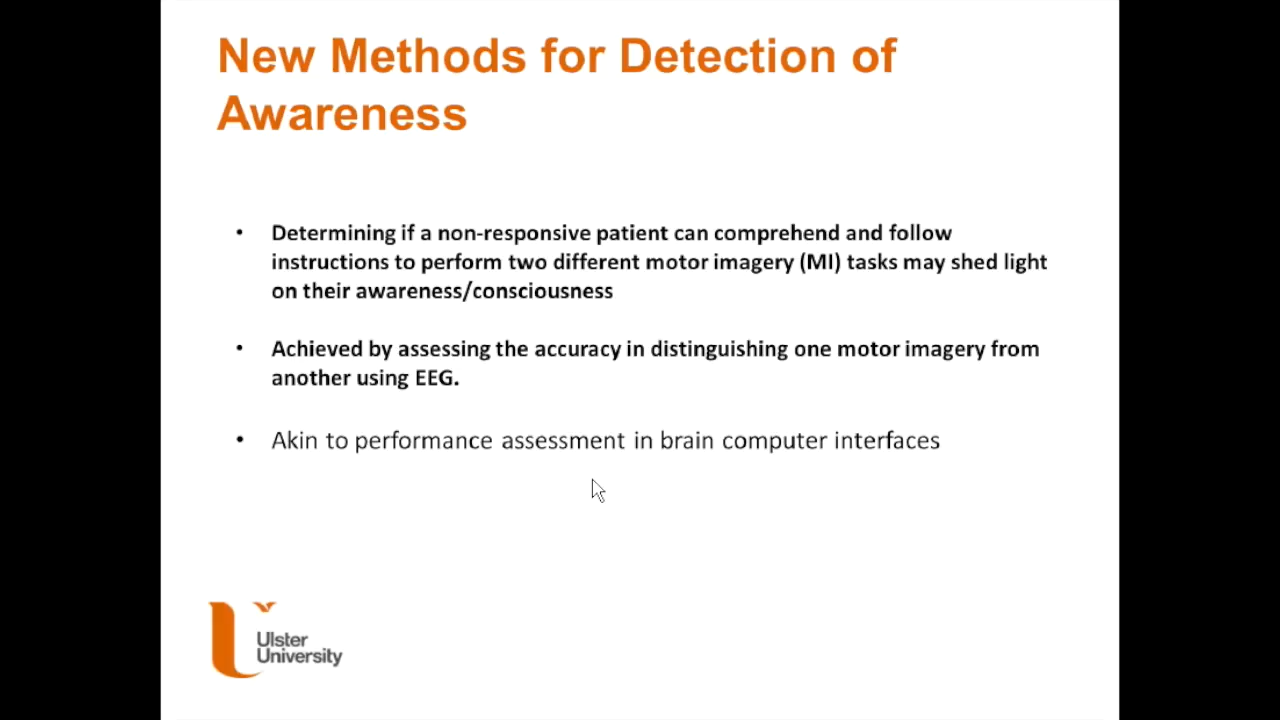 New Methods for Detection of
Awareness
• Determining if a non-responsive patient can comprehend and follow
instructions to perform two different motor imagery (MI) tasks may shed light
on their awareness/consciousness
• Achieved by assessing the accuracy in distinguishing one motor imagery from
another using EEG.
• Akin to performance assessment in brain computer interfaces
Ulster
University